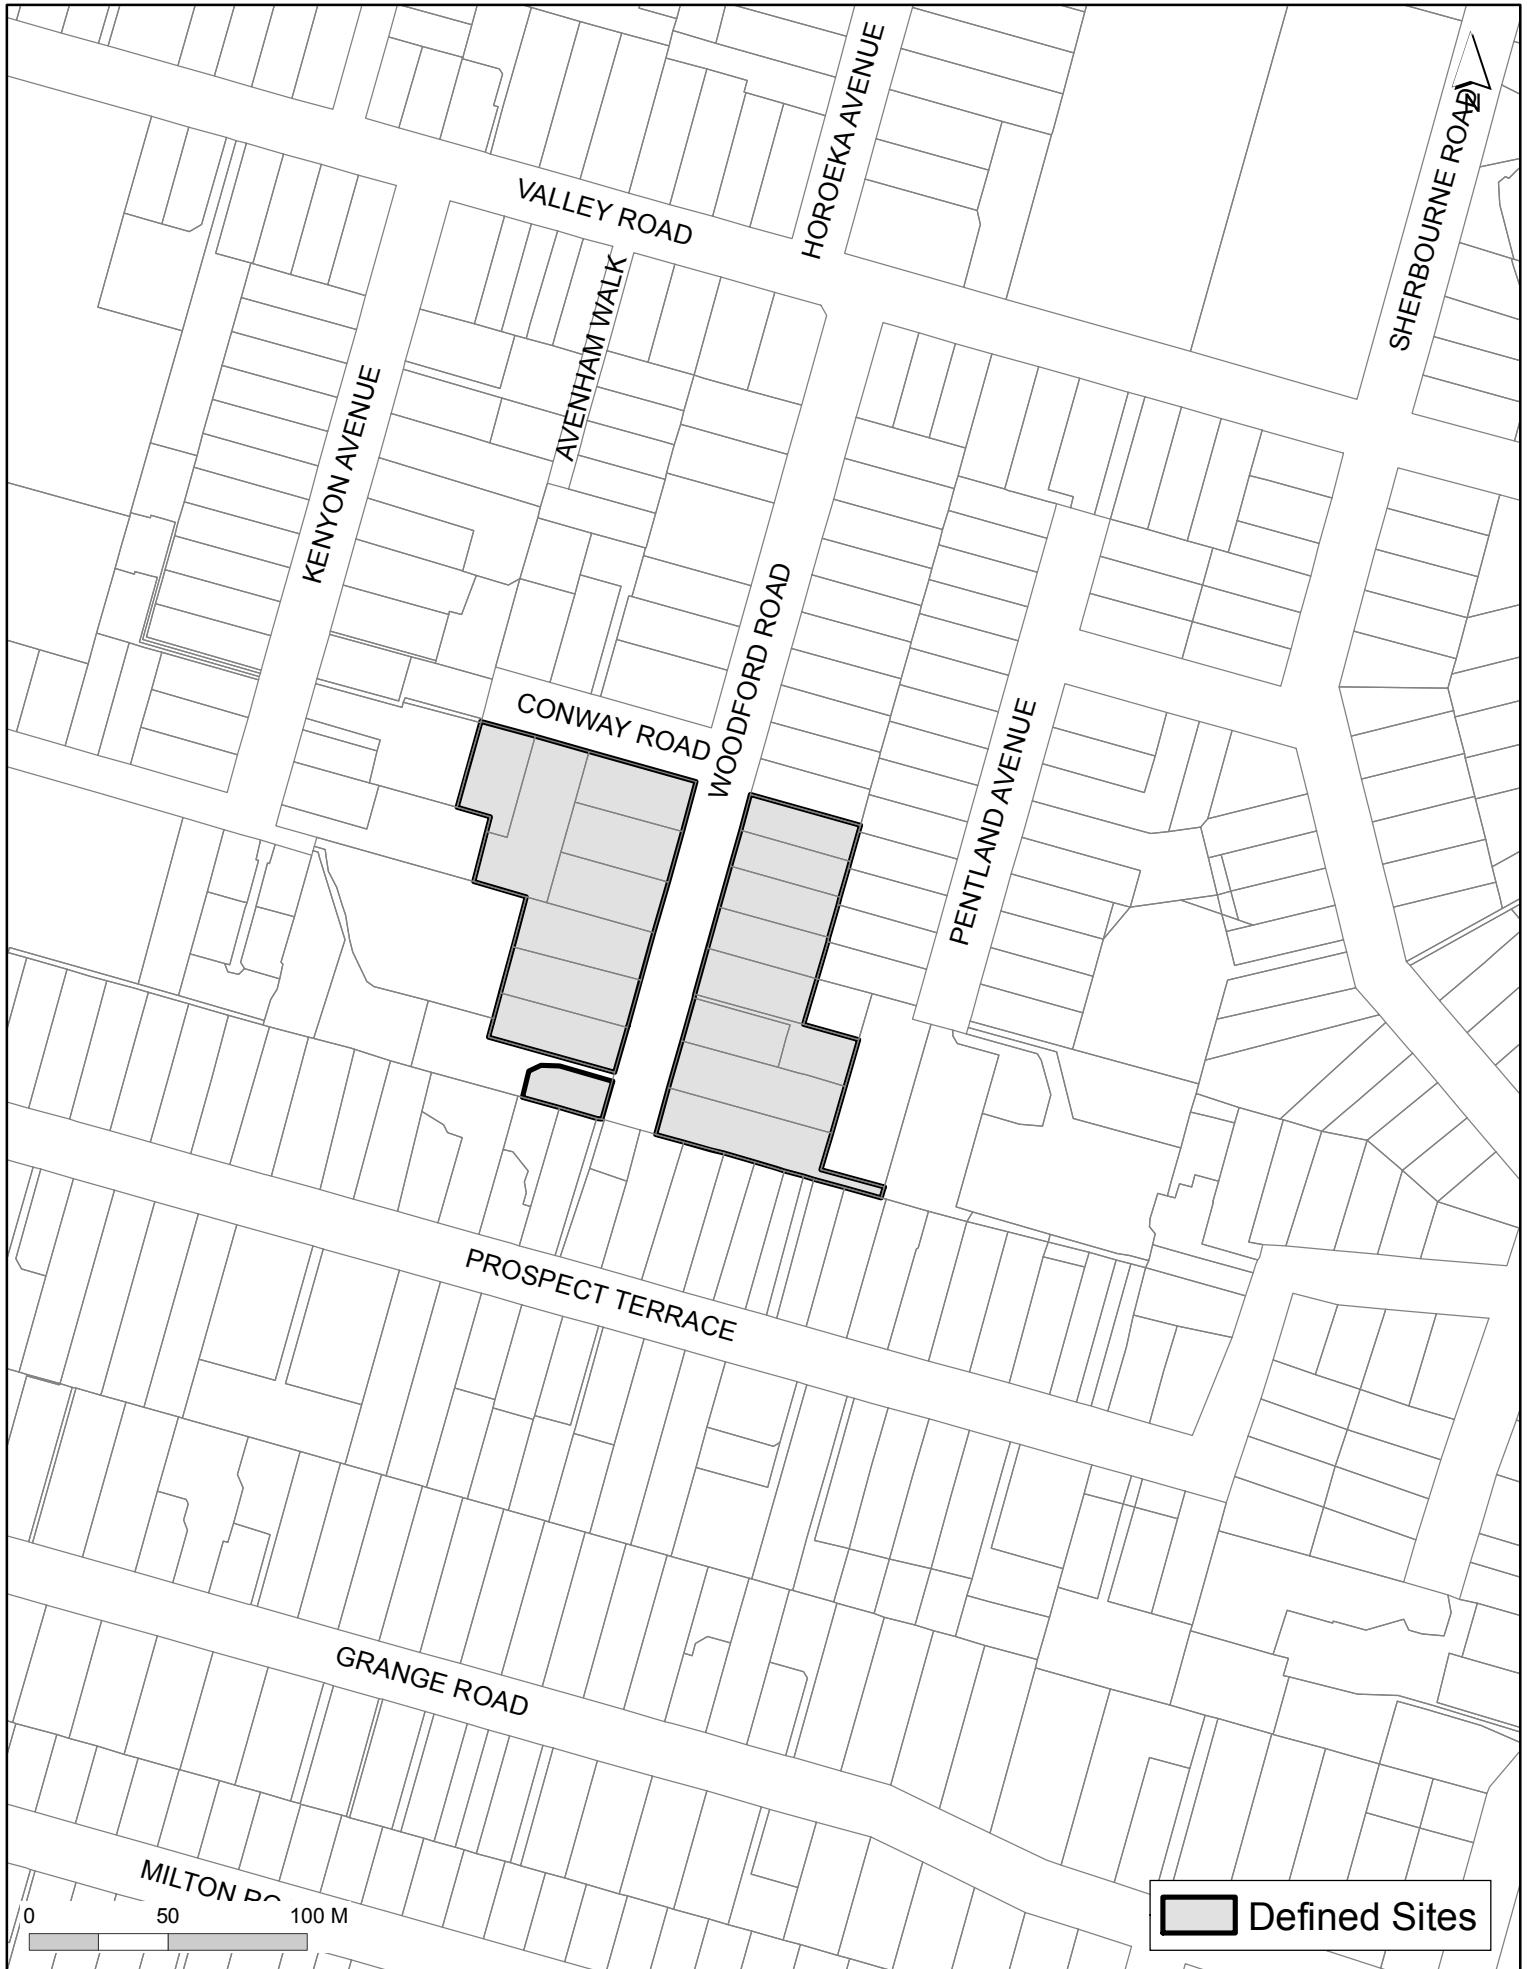 HOROEKA AVENUE
SHERBOURNE ROAD
N
VALLEY ROAD
AVENHAM WALK
KENYON AVENUE
WOODFORD ROAD
CONWAY ROAD
PENTLAND AVENUE
PROSPECT TERRACE
GRANGE ROAD
MILTON
0 50 100 M
Defined Sites